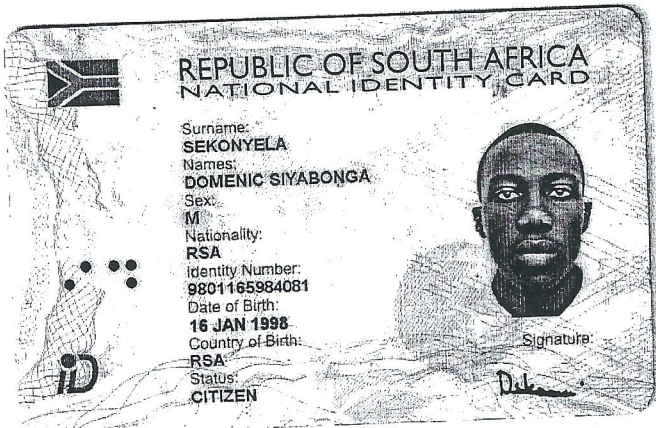 REPUBLIC OF SOUTH AFRICA
NATIONAL IDENTITY CARD
Surname:
SEKONYELA
Names:
DOMENIC SIYABONGA
Sex:
M
Nationality:
RSA
Identity Number:
9801165984081
Date of Birth:
16 JAN 1998
Country of Birth:
RSA
Status:
CITIZEN
Signature:
iD